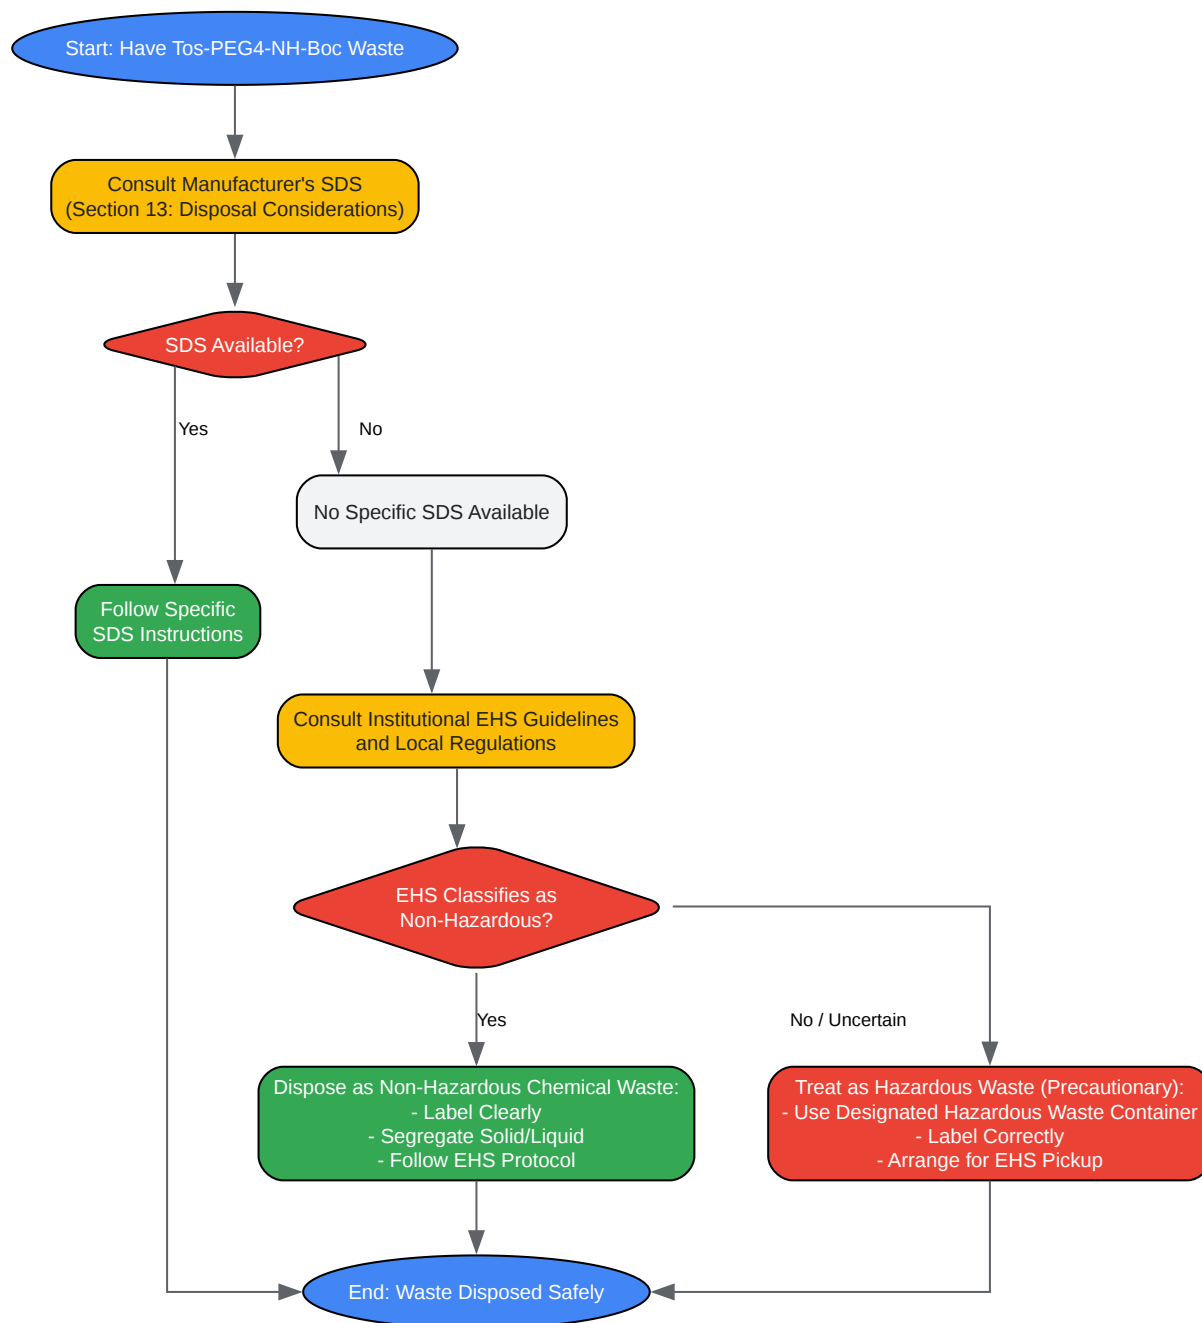 Start: Have Tos-PEG4-NH-Boc Waste
Consult Manufacturer's SDS
(Section 13: Disposal Considerations)
SDS Available?
Yes
No
No Specific SDS Available
Follow Specific
SDS Instructions
Consult Institutional EHS Guidelines
and Local Regulations
EHS Classifies as
Non-Hazardous?
Yes
No / Uncertain
Dispose as Non-Hazardous Chemical Waste:
- Label Clearly
- Segregate Solid/Liquid
- Follow EHS Protocol
Treat as Hazardous Waste (Precautionary):
- Use Designated Hazardous Waste Container
- Label Correctly
- Arrange for EHS Pickup
End: Waste Disposed Safely